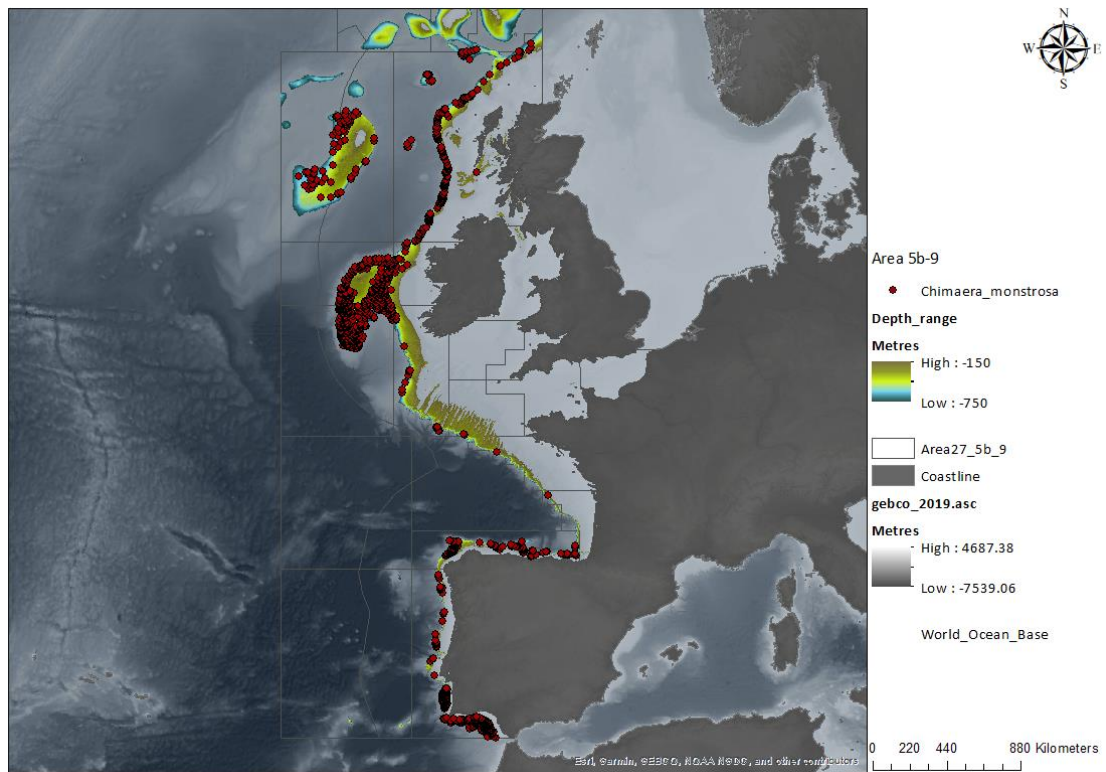 N
W E
S
Area 5b-9
Chimaera_monstrosa
Depth_range
Metres
High : -150
Low : -750
Area27_5b_9
Coastline
gebco_2019.asc
Metres
High : 4687.38
Low : -7539.06
World_Ocean_Base
0 220 440 880 Kilometers
Esri, Garmin, GEBCO, NOAA NGDC, and other contributors